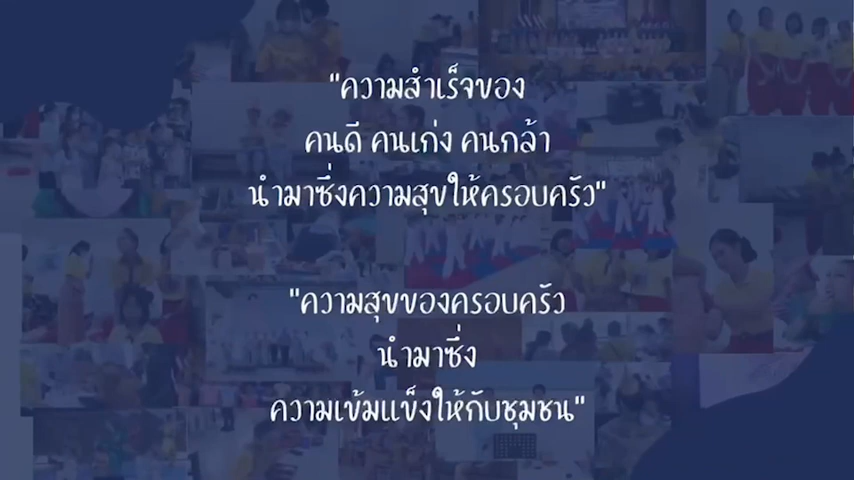 "ความสำเร็จของ
คนดี คนเก่ง คนกล้า
นำมาซึ่งความสุขให้ครอบครัว"
"ความสุขของครอบครัว
นำมาซึ่ง
ความเข้มแข็งให้กับชุมชน"